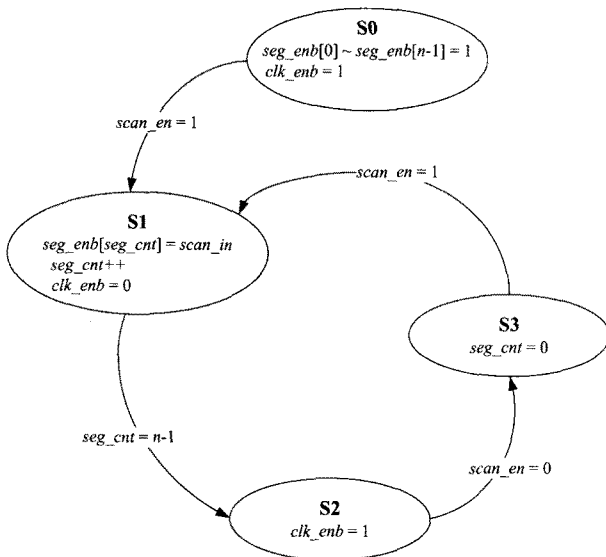 S0
seg_enb[0] ~ seg_enb[n-1] = 1
clk_enb = 1
scan_en = 1
scan_en = 1
S1
seg_enb[seg_cnt] = scan_in
seg_cnt++
clk_enb = 0
S3
seg_cnt = 0
seg_cnt = n-1
scan_en = 0
S2
clk_enb = 1